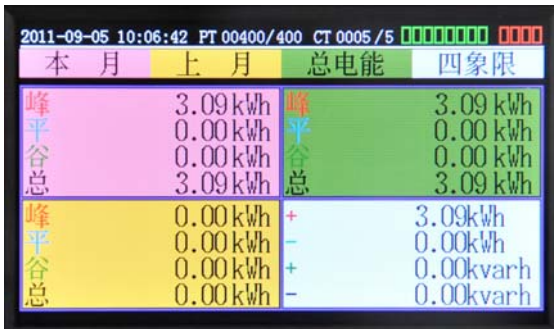 2011-09-05 10:06:42 PT 00400/400 CT 0005/5
本月 上月 总电能 四象限
峰 3.09kWh
平 0.00kWh
谷 0.00kWh
总 3.09kWh
峰 3.09kWh
平 0.00kWh
谷 0.00kWh
总 3.09kWh
峰 0.00kWh
平 0.00kWh
谷 0.00kWh
总 0.00kWh
+ 3.09kWh
- 0.00kWh
+ 0.00kvarh
- 0.00kvarh